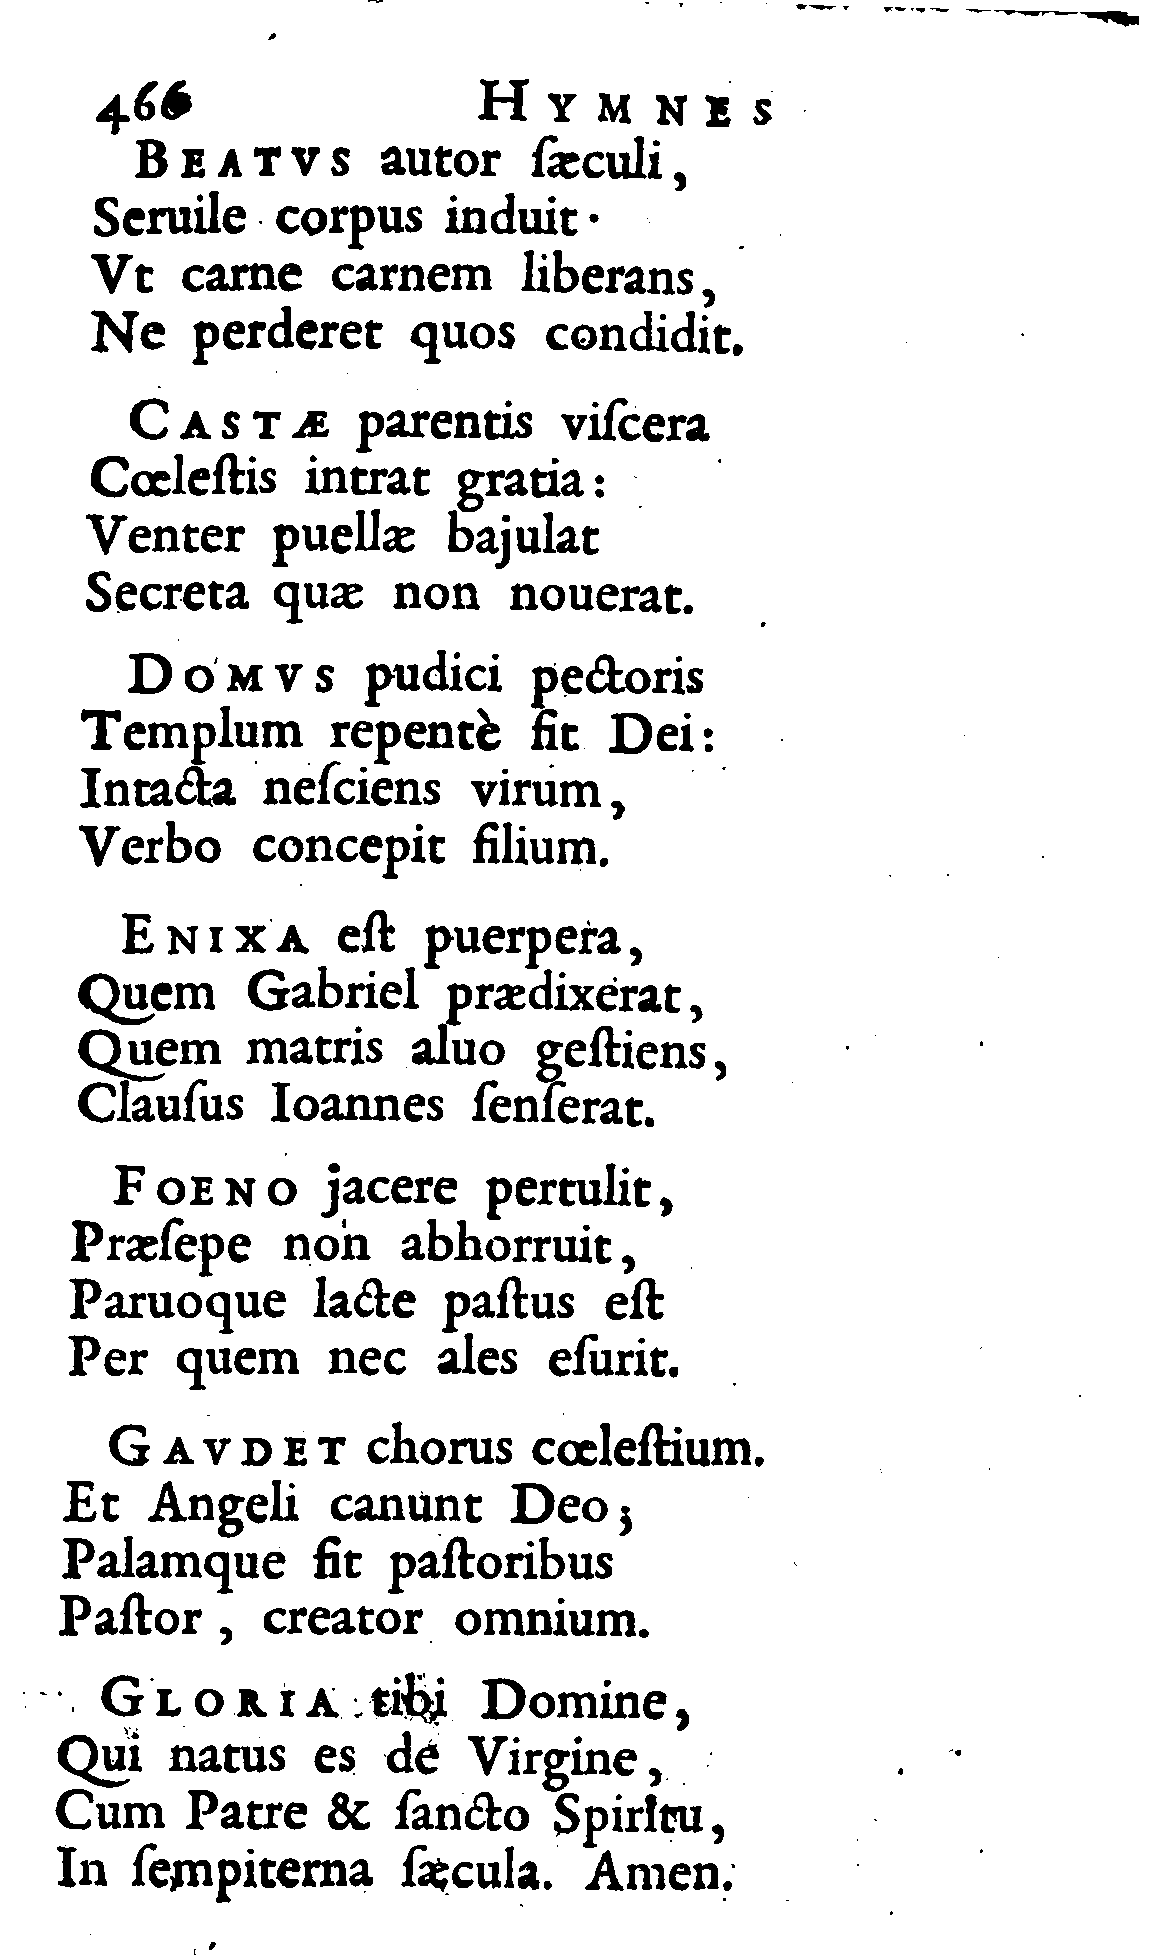 466 HYMNES
BEATVS autor ſæculi,
Seruile corpus induit·
Vt carne carnem liberans,
Ne perderet quos condidit.
CASTÆ parentis viſcera
Cœleſtis intrat gratia:
Venter puellæ bajulat
Secreta quæ non nouerat.
DOMVS pudici pectoris
Templum repentè fit Dei:
Intacta neſciens virum,
Verbo concepit filium.
ENIXA eſt puerpera,
Quem Gabriel prædixerat,
Quem matris aluo geſtiens,
Clauſus Ioannes ſenſerat.
FOENO jacere pertulit,
Præſepe non abhorruit,
Paruoque lacte paſtus eſt
Per quem nec ales eſurit.
GAVDET chorus cœleſtium.
Et Angeli canunt Deo;
Palamque fit paſtoribus
Paſtor, creator omnium.
GLORIA tibi Domine,
Qui natus es de Virgine,
Cum Patre & ſancto Spiritu,
In ſempiterna ſæcula. Amen.